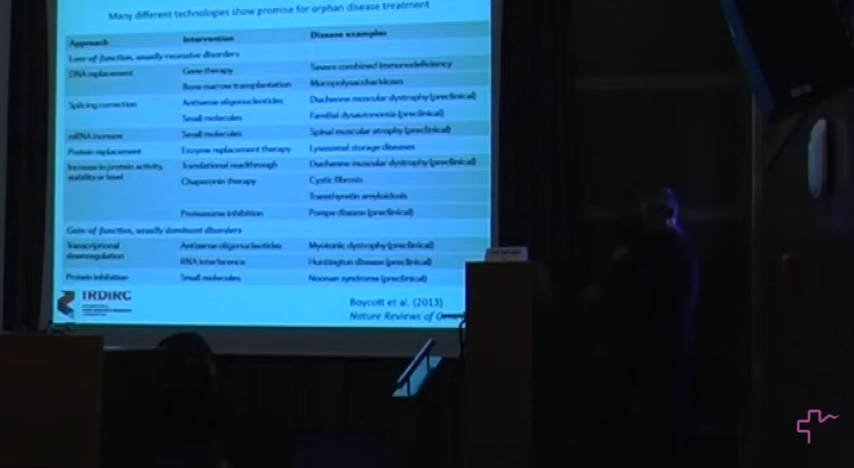 Many different technologies show promise for orphan disease treatment
Approach Intervention Disease examples
Loss-of-function, usually recessive disorders
DNA replacement Gene therapy Severe combined immunodeficiency
Bone marrow transplantation Mucopolysaccharidoses
Splicing correction Antisense oligonucleotides Duchenne muscular dystrophy (preclinical)
Small molecules Familial dysautonomia (preclinical)
mRNA increase Small molecules Spinal muscular atrophy (preclinical)
Protein replacement Enzyme replacement therapy Lysosomal storage diseases
Increase in protein activity, Translational readthrough Duchenne muscular dystrophy (preclinical)
stability or level Chaperonin therapy Cystic fibrosis
Transthyretin amyloidosis
Proteasome inhibition Pompe disease (preclinical)
Gain-of-function, usually dominant disorders
Transcriptional Antisense oligonucleotides Myotonic dystrophy (preclinical)
downregulation RNA interference Huntington disease (preclinical)
Protein inhibition Small molecules Noonan syndrome (preclinical)
IRDiRC
Boycott et al. (2013)
Nature Reviews of Gene